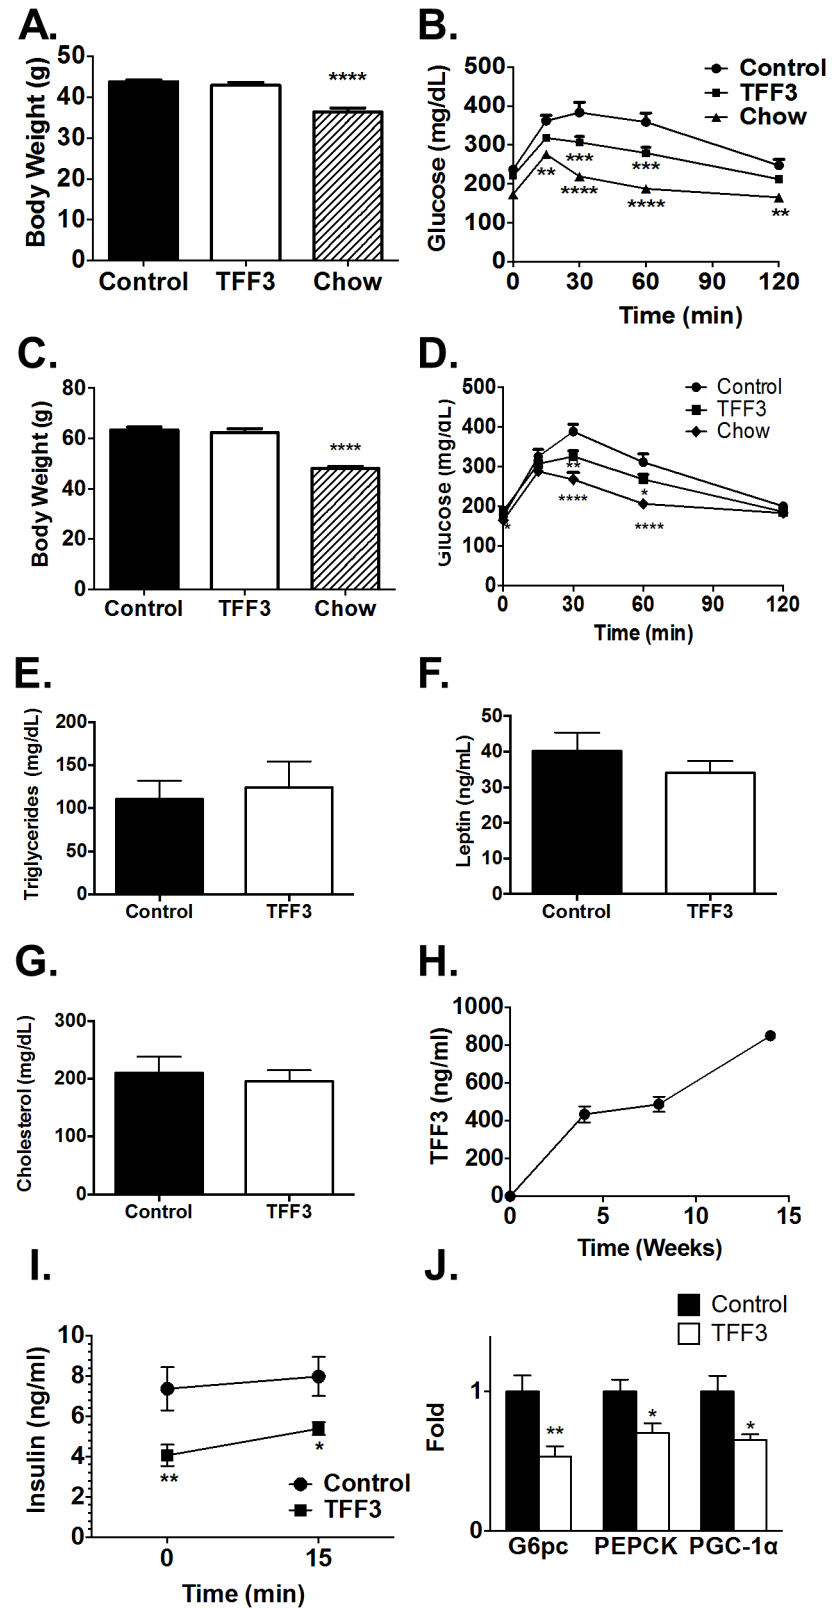 A.
Body Weight (g)
50
40
30
20
10
0
****
Control TFF3 Chow
B.
Glucose (mg/dL)
500
400
300
200
100
0
Control
TFF3
Chow
** *** ***
**** **** **
0 30 60 90 120
Time (min)
C.
Body Weight (g)
80
60
40
20
0
****
Control TFF3 Chow
D.
Glucose (mg/dL)
500
400
300
200
100
0
Control
TFF3
Chow
** *
* **** ****
0 30 60 90 120
Time (min)
E.
Triglycerides (mg/dL)
200
150
100
50
0
Control TFF3
F.
Leptin (ng/mL)
50
40
30
20
10
0
Control TFF3
G.
Cholesterol (mg/dL)
300
200
100
0
Control TFF3
H.
TFF3 (ng/ml)
1000
800
600
400
200
0
0 5 10 15
Time (Weeks)
I.
Insulin (ng/ml)
10
8
6
4
2
0
** *
Control
TFF3
0 15
Time (min)
J.
Control
TFF3
Fold
1
0
** * *
G6pc PEPCK PGC-1α